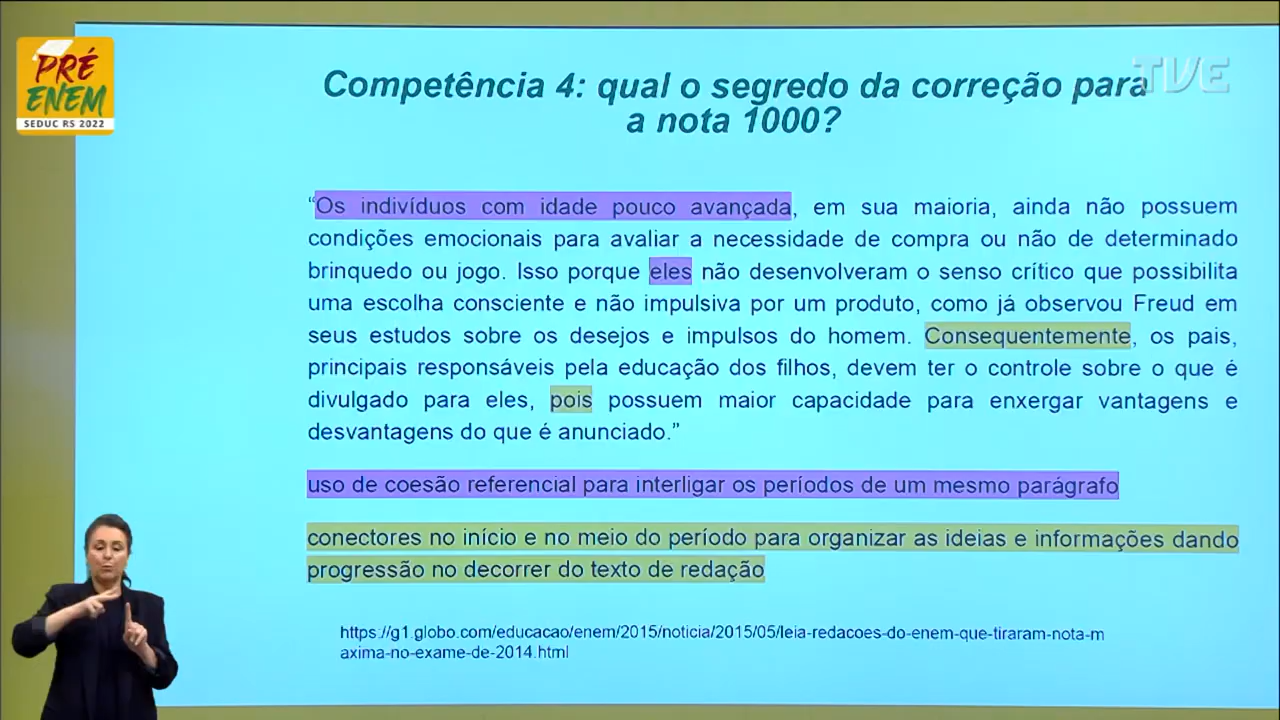 PRÉ
ENEM
SEDUC RS 2022
TVE
Competência 4: qual o segredo da correção para
a nota 1000?
“Os indivíduos com idade pouco avançada, em sua maioria, ainda não possuem
condições emocionais para avaliar a necessidade de compra ou não de determinado
brinquedo ou jogo. Isso porque eles não desenvolveram o senso crítico que possibilita
uma escolha consciente e não impulsiva por um produto, como já observou Freud em
seus estudos sobre os desejos e impulsos do homem. Consequentemente, os pais,
principais responsáveis pela educação dos filhos, devem ter o controle sobre o que é
divulgado para eles, pois possuem maior capacidade para enxergar vantagens e
desvantagens do que é anunciado.”
uso de coesão referencial para interligar os períodos de um mesmo parágrafo
conectores no início e no meio do período para organizar as ideias e informações dando
progressão no decorrer do texto de redação
https://g1.globo.com/educacao/enem/2015/noticia/2015/05/leia-redacoes-do-enem-que-tiraram-nota-m
axima-no-exame-de-2014.html